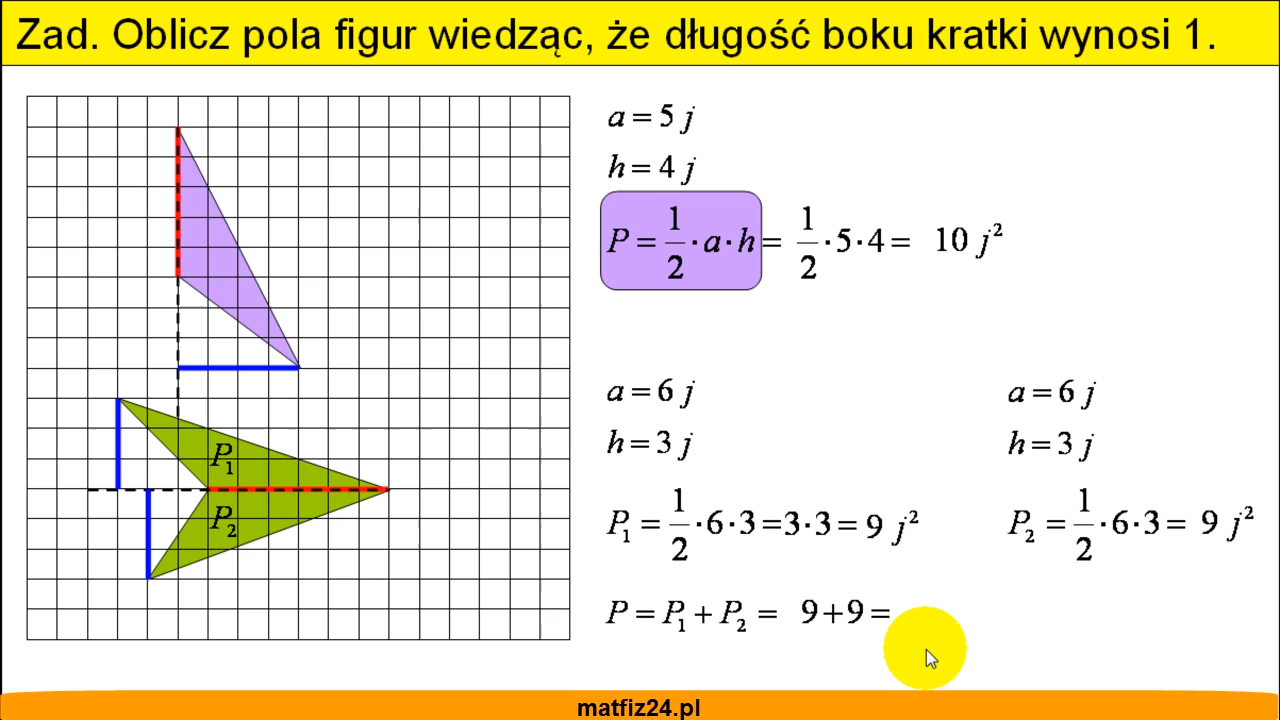 Zad. Oblicz pola figur wiedząc, że długość boku kratki wynosi 1.
a = 5 j
h = 4 j
P = 1/2 · a · h = 1/2 · 5 · 4 = 10 j²
P₁
P₂
a = 6 j
h = 3 j
P₁ = 1/2 · 6 · 3 = 3 · 3 = 9 j²
a = 6 j
h = 3 j
P₂ = 1/2 · 6 · 3 = 9 j²
P = P₁ + P₂ = 9 + 9 =
matfiz24.pl